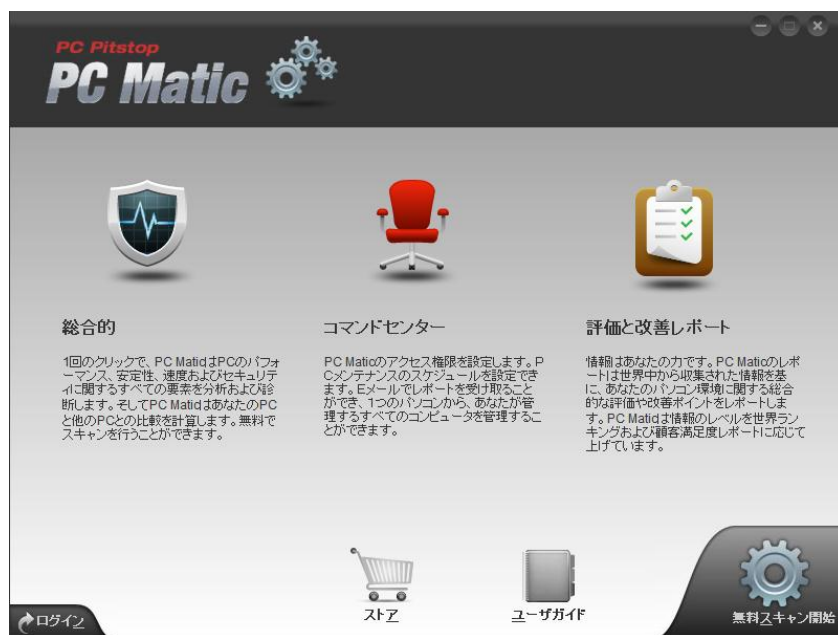 PC Pitstop
PC Matic
総合的
1回のクリックで、PC MaticはPCのパフォ
ーマンス、安定性、速度およびセキュリテ
ィに関するすべての要素を分析および診
断します。そしてPC MaticはあなたのPC
と他のPCとの比較を計算します。無料で
スキャンを行うことができます。
コマンドセンター
PC Maticのアクセス権限を設定します。P
Cメンテナンスのスケジュールを設定でき
ます。Eメールでレポートを受け取ること
ができ、1つのパソコンから、あなたが管
理するすべてのコンピュータを管理するこ
とができます。
評価と改善レポート
情報はあなたの力です。PC Maticのレポ
ートは世界中から収集された情報を基
に、あなたのパソコン環境に関する総合
的な評価や改善ポイントをレポートしま
す。PC Maticは情報のレベルを世界ラン
キングおよび顧客満足度レポートに応じて
上げています。
ログイン
ストア
ユーザガイド
無料スキャン開始